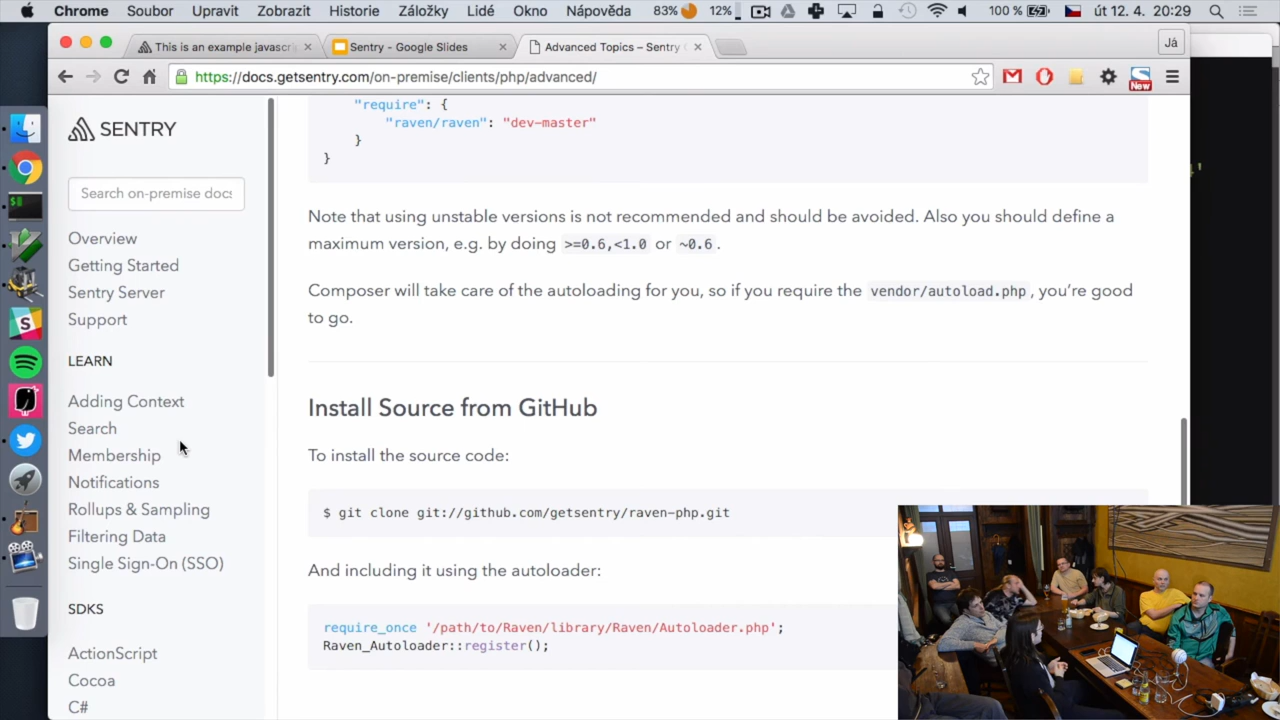 Chrome Soubor Upravit Zobrazit Historie Záložky Lidé Okno Nápověda 83% 12% 100 % út 12. 4. 20:29
This is an example javascr
Sentry - Google Slides
Advanced Topics – Sentry
Já
https://docs.getsentry.com/on-premise/clients/php/advanced/
New
SENTRY
Search on-premise docs
Overview
Getting Started
Sentry Server
Support
LEARN
Adding Context
Search
Membership
Notifications
Rollups & Sampling
Filtering Data
Single Sign-On (SSO)
SDKS
ActionScript
Cocoa
C#
"require": {
"raven/raven": "dev-master"
}
}
Note that using unstable versions is not recommended and should be avoided. Also you should define a
maximum version, e.g. by doing >=0.6,<1.0 or ~0.6.
Composer will take care of the autoloading for you, so if you require the vendor/autoload.php, you’re good
to go.
Install Source from GitHub
To install the source code:
$ git clone git://github.com/getsentry/raven-php.git
And including it using the autoloader:
require_once '/path/to/Raven/library/Raven/Autoloader.php';
Raven_Autoloader::register();